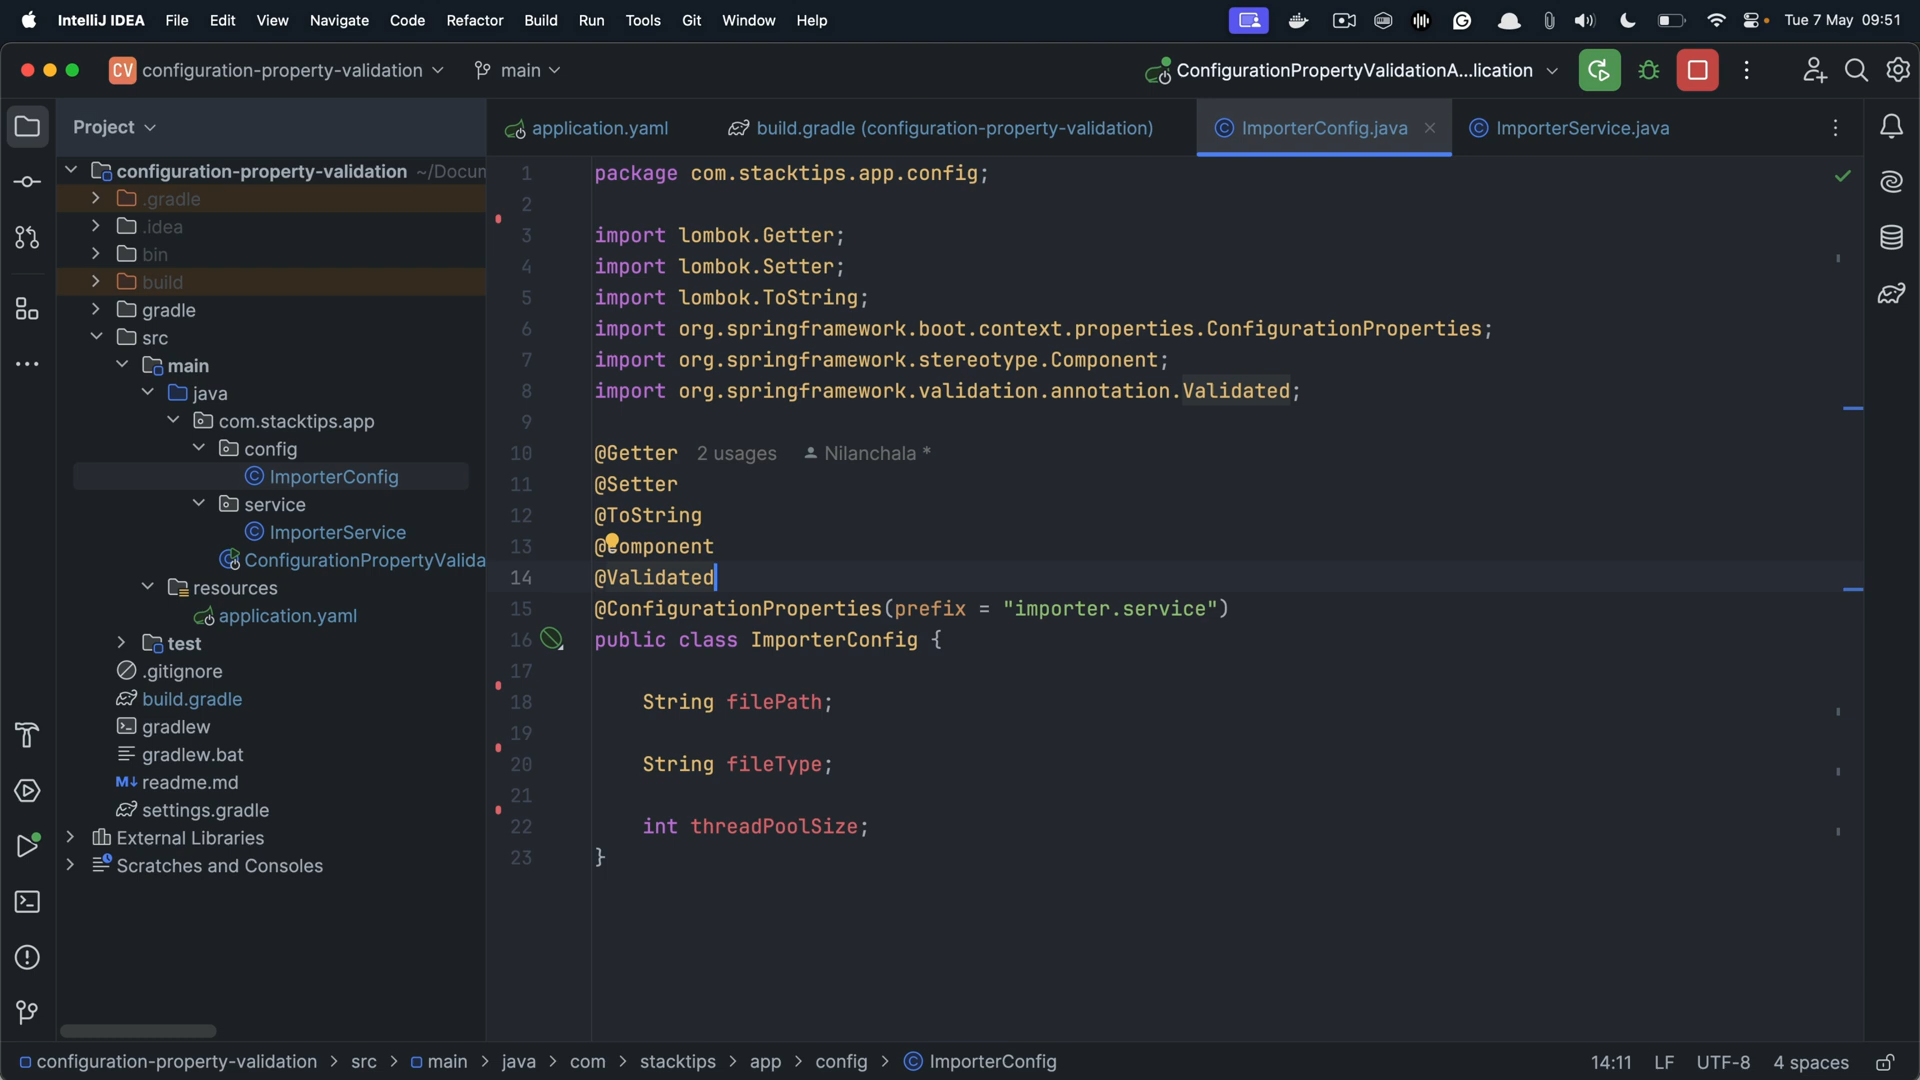 IntelliJ IDEA File Edit View Navigate Code Refactor Build Run Tools Git Window Help Tue 7 May 09:51
CV configuration-property-validation main ConfigurationPropertyValidationA...lication
Project
application.yaml build.gradle (configuration-property-validation) ImporterConfig.java ImporterService.java
configuration-property-validation ~/Docun
.gradle
.idea
bin
build
gradle
src
main
java
com.stacktips.app
config
ImporterConfig
service
ImporterService
ConfigurationPropertyValida
resources
application.yaml
test
.gitignore
build.gradle
gradlew
gradlew.bat
M↓ readme.md
settings.gradle
External Libraries
Scratches and Consoles
1 package com.stacktips.app.config;
2
3 import lombok.Getter;
4 import lombok.Setter;
5 import lombok.ToString;
6 import org.springframework.boot.context.properties.ConfigurationProperties;
7 import org.springframework.stereotype.Component;
8 import org.springframework.validation.annotation.Validated;
9
10 @Getter 2 usages Nilanchala *
11 @Setter
12 @ToString
13 @Component
14 @Validated
15 @ConfigurationProperties(prefix = "importer.service")
16 public class ImporterConfig {
17
18 String filePath;
19
20 String fileType;
21
22 int threadPoolSize;
23 }
configuration-property-validation > src > main > java > com > stacktips > app > config > ImporterConfig 14:11 LF UTF-8 4 spaces